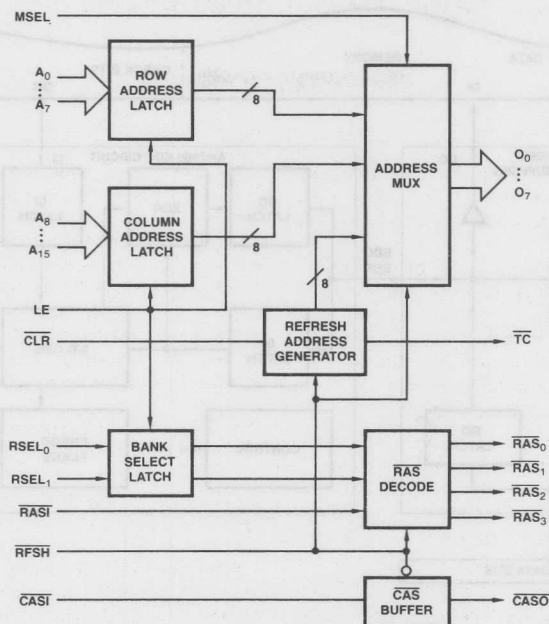 MSEL
A0
A7
ROW
ADDRESS
LATCH
8
ADDRESS
MUX
O0
O7
A8
A15
COLUMN
ADDRESS
LATCH
8
8
LE
CLR
REFRESH
ADDRESS
GENERATOR
TC
RSEL0
RSEL1
BANK
SELECT
LATCH
RAS
DECODE
RAS0
RAS1
RAS2
RAS3
RASI
RFSH
CASI
CAS
BUFFER
CASO